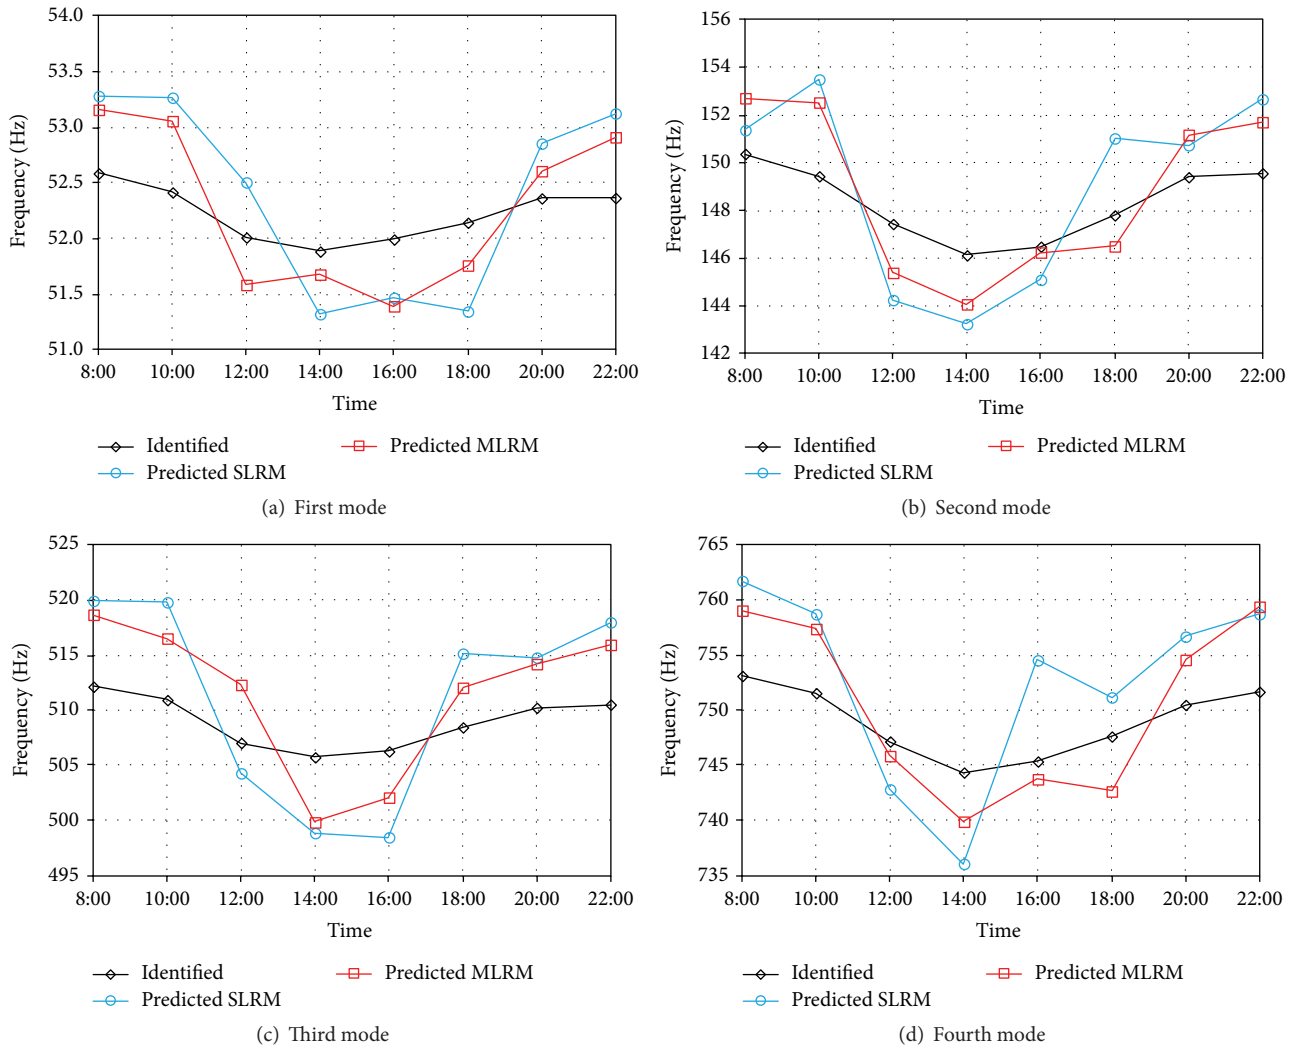 54.0
53.5
53.0
52.5
52.0
51.5
51.0
Frequency (Hz)
8:00 10:00 12:00 14:00 16:00 18:00 20:00 22:00
Time
Identified
Predicted MLRM
Predicted SLRM
(a) First mode
156
154
152
150
148
146
144
142
Frequency (Hz)
8:00 10:00 12:00 14:00 16:00 18:00 20:00 22:00
Time
Identified
Predicted MLRM
Predicted SLRM
(b) Second mode
525
520
515
510
505
500
495
Frequency (Hz)
8:00 10:00 12:00 14:00 16:00 18:00 20:00 22:00
Time
Identified
Predicted MLRM
Predicted SLRM
(c) Third mode
765
760
755
750
745
740
735
Frequency (Hz)
8:00 10:00 12:00 14:00 16:00 18:00 20:00 22:00
Time
Identified
Predicted MLRM
Predicted SLRM
(d) Fourth mode